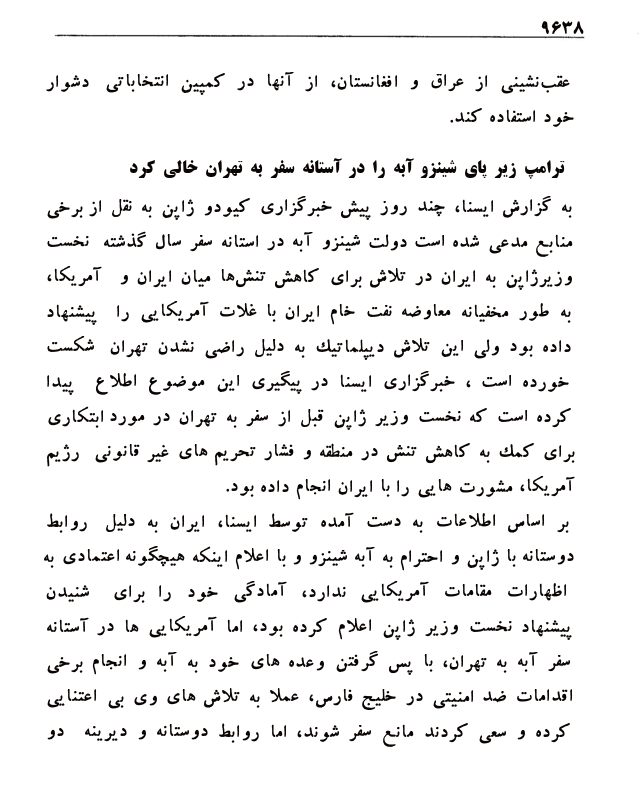 ۹۶۳۸
عقب‌نشینی از عراق و افغانستان، از آنها در کمپین انتخاباتی دشوار
خود استفاده کند.
ترامپ زیر پای شینزو آبه را در آستانه سفر به تهران خالی کرد
به گزارش ایسنا، چند روز پیش خبرگزاری کیودو ژاپن به نقل از برخی
منابع مدعی شده است دولت شینزو آبه در استانه سفر سال گذشته نخست
وزیرژاپن به ایران در تلاش برای کاهش تنش‌ها میان ایران و آمریکا،
به طور مخفیانه معاوضه نفت خام ایران با غلات آمریکایی را پیشنهاد
داده بود ولی این تلاش دیپلماتیك به دلیل راضی نشدن تهران شکست
خورده است ، خبرگزاری ایسنا در پیگیری این موضوع اطلاع پیدا
کرده است که نخست وزیر ژاپن قبل از سفر به تهران در مورد ابتکاری
برای کمك به کاهش تنش در منطقه و فشار تحریم های غیر قانونی رژیم
آمریکا، مشورت هایی را با ایران انجام داده بود.
بر اساس اطلاعات به دست آمده توسط ایسنا، ایران به دلیل روابط
دوستانه با ژاپن و احترام به آبه شینزو و با اعلام اینکه هیچگونه اعتمادی به
اظهارات مقامات آمریکایی ندارد، آمادگی خود را برای شنیدن
پیشنهاد نخست وزیر ژاپن اعلام کرده بود، اما آمریکایی ها در آستانه
سفر آبه به تهران، با پس گرفتن وعده های خود به آبه و انجام برخی
اقدامات ضد امنیتی در خلیج فارس، عملا به تلاش های وی بی اعتنایی
کرده و سعی کردند مانع سفر شوند، اما روابط دوستانه و دیرینه دو